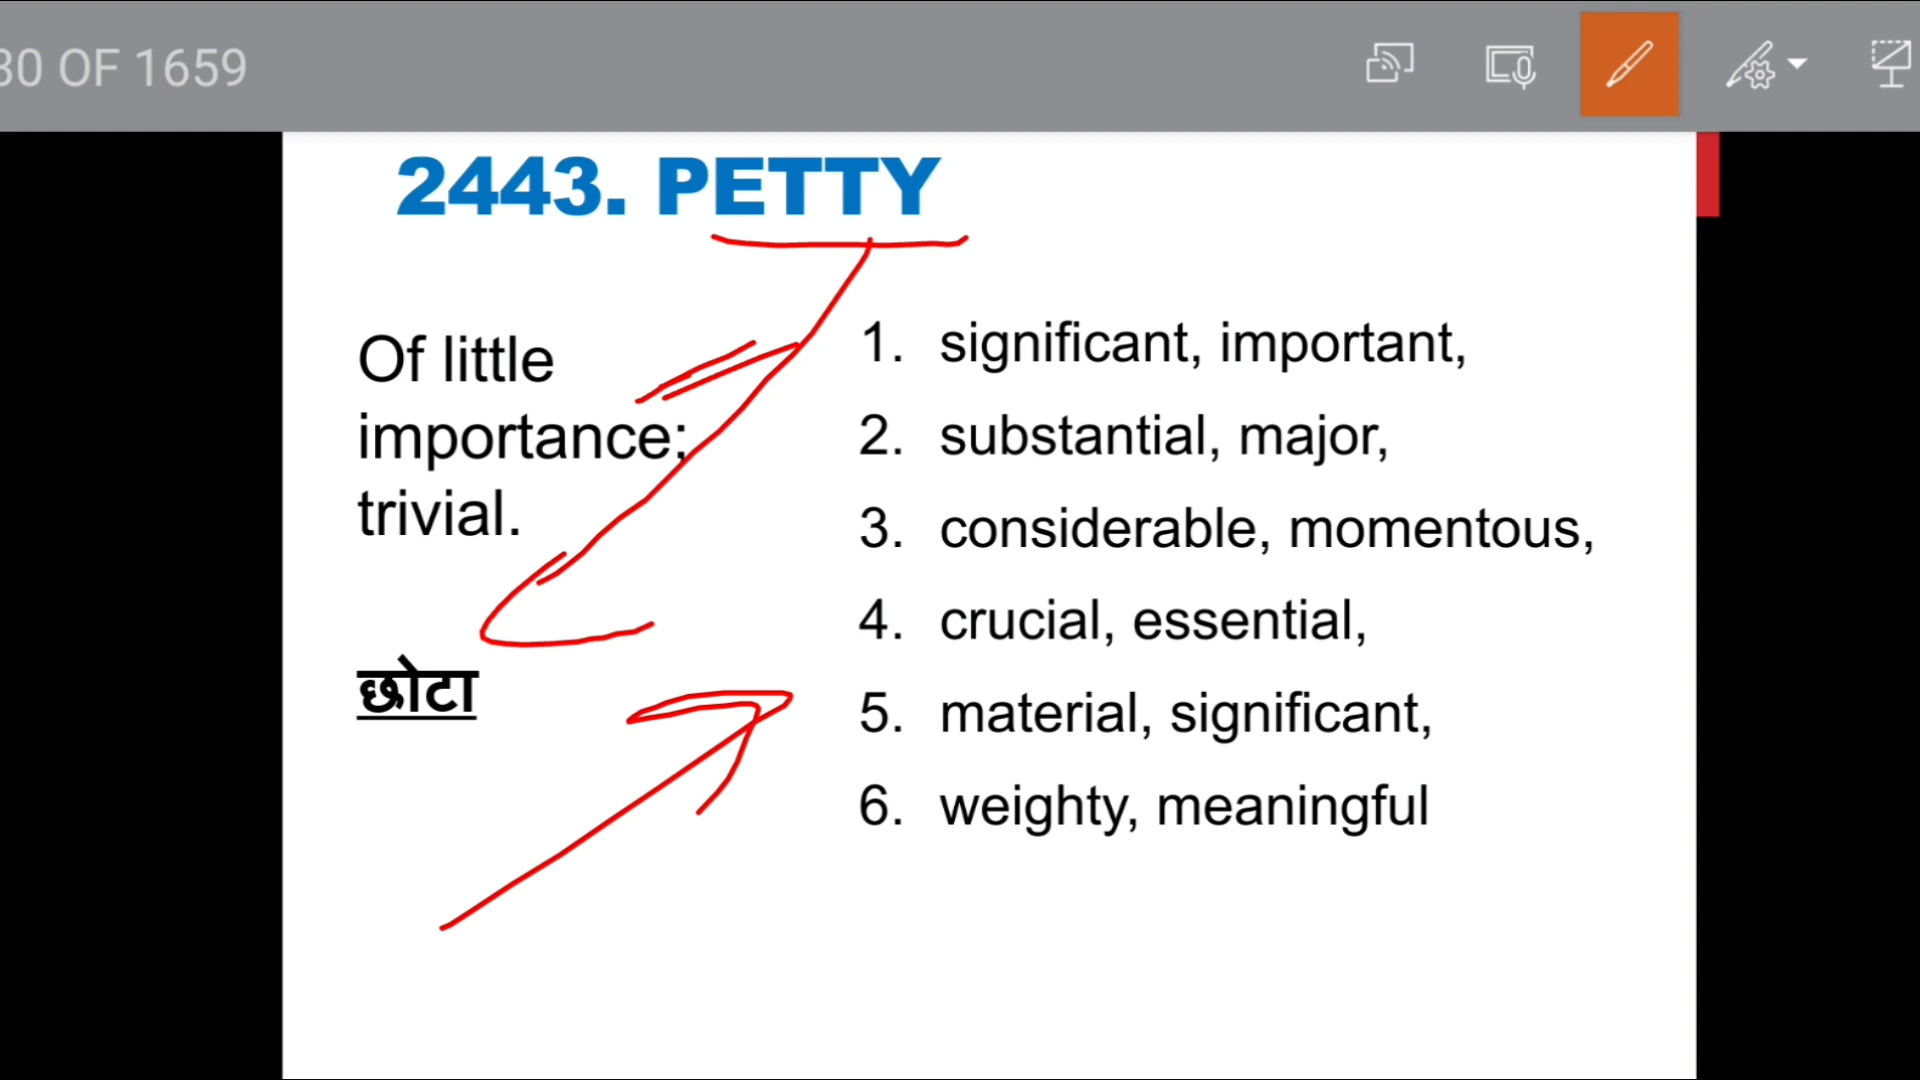 30 OF 1659
2443. PETTY
Of little
importance;
trivial.
छोटा
1. significant, important,
2. substantial, major,
3. considerable, momentous,
4. crucial, essential,
5. material, significant,
6. weighty, meaningful